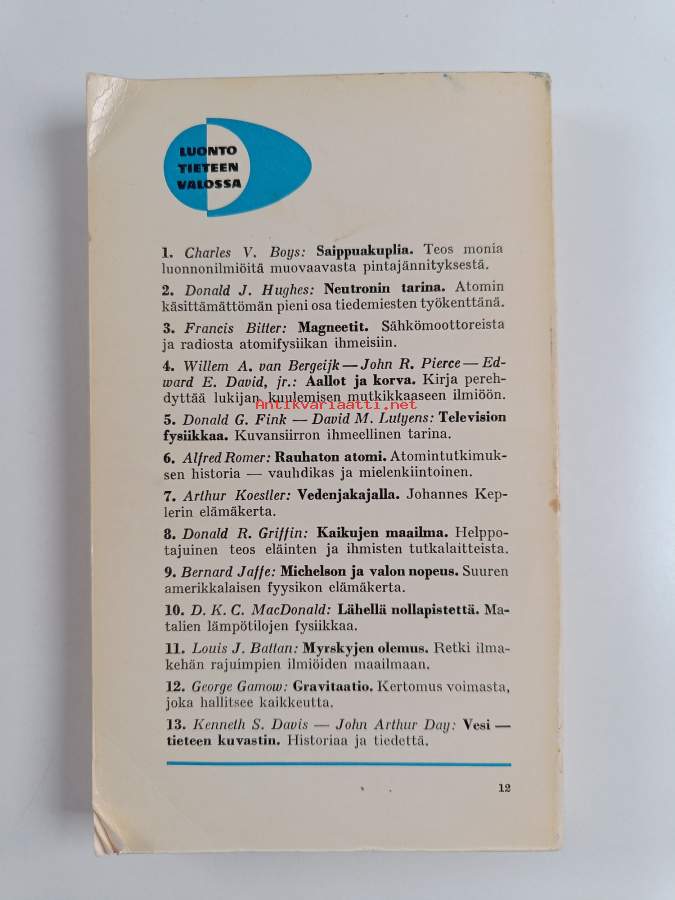 LUONTO
TIETEEN
VALOSSA
1. Charles V. Boys: Saippuakuplia. Teos monia
luonnonilmiöitä muovaavasta pintajännityksestä.
2. Donald J. Hughes: Neutronin tarina. Atomin
käsittämättömän pieni osa tiedemiesten työkenttänä.
3. Francis Bitter: Magneetit. Sähkömoottoreista
ja radiosta atomifysiikan ihmeisiin.
4. Willem A. van Bergeijk — John R. Pierce — Ed-
ward E. David, jr.: Aallot ja korva. Kirja pereh-
dyttää lukijan kuulemisen mutkikkaaseen ilmiöön.
Antikvariaatti.net
5. Donald G. Fink — David M. Lutyens: Television
fysiikkaa. Kuvansiirron ihmeellinen tarina.
6. Alfred Romer: Rauhaton atomi. Atomintutkimuk-
sen historia — vauhdikas ja mielenkiintoinen.
7. Arthur Koestler: Vedenjakajalla. Johannes Kep-
lerin elämäkerta.
8. Donald R. Griffin: Kaikujen maailma. Helppo-
tajuinen teos eläinten ja ihmisten tutkalaitteista.
9. Bernard Jaffe: Michelson ja valon nopeus. Suuren
amerikkalaisen fyysikon elämäkerta.
10. D. K. C. MacDonald: Lähellä nollapistettä. Ma-
talien lämpötilojen fysiikkaa.
11. Louis J. Battan: Myrskyjen olemus. Retki ilma-
kehän rajuimpien ilmiöiden maailmaan.
12. George Gamow: Gravitaatio. Kertomus voimasta,
joka hallitsee kaikkeutta.
13. Kenneth S. Davis — John Arthur Day: Vesi —
tieteen kuvastin. Historiaa ja tiedettä.
12